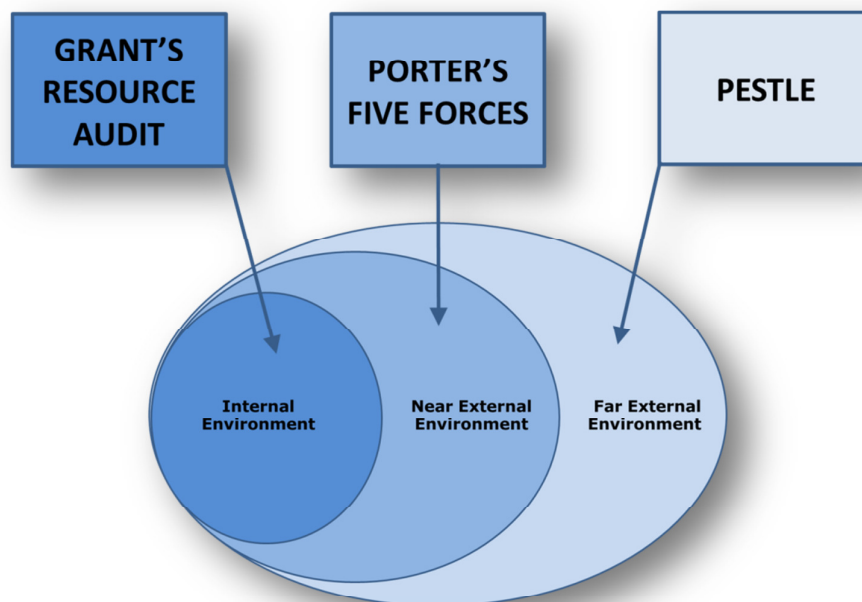 GRANT'S
RESOURCE
AUDIT
PORTER'S
FIVE FORCES
PESTLE
Internal
Environment
Near External
Environment
Far External
Environment